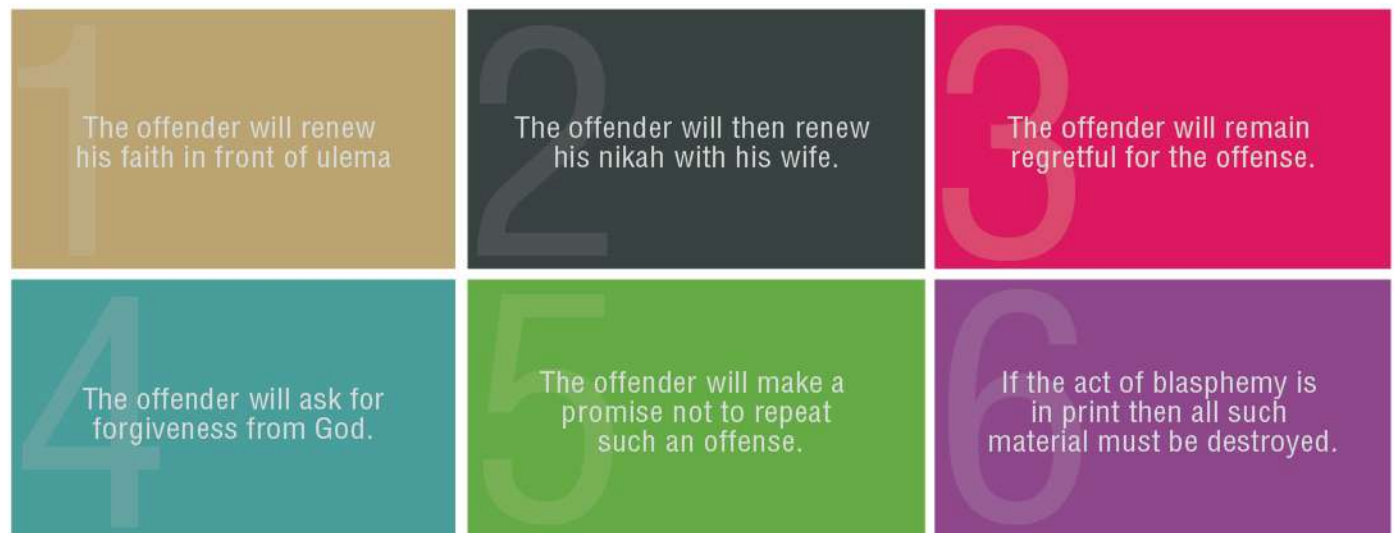 1
The offender will renew
his faith in front of ulema
2
The offender will then renew
his nikah with his wife.
3
The offender will remain
regretful for the offense.
4
The offender will ask for
forgiveness from God.
5
The offender will make a
promise not to repeat
such an offense.
6
If the act of blasphemy is
in print then all such
material must be destroyed.